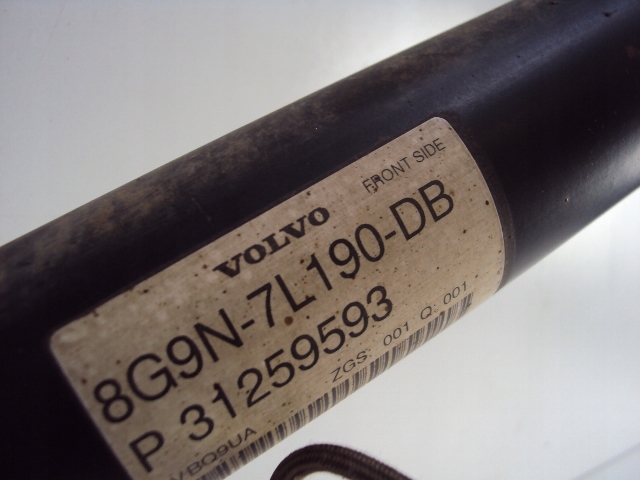 FRONT SIDE
VOLVO
8G9N-7L190-DB
P 31259593
ZGS: 001 Q: 001